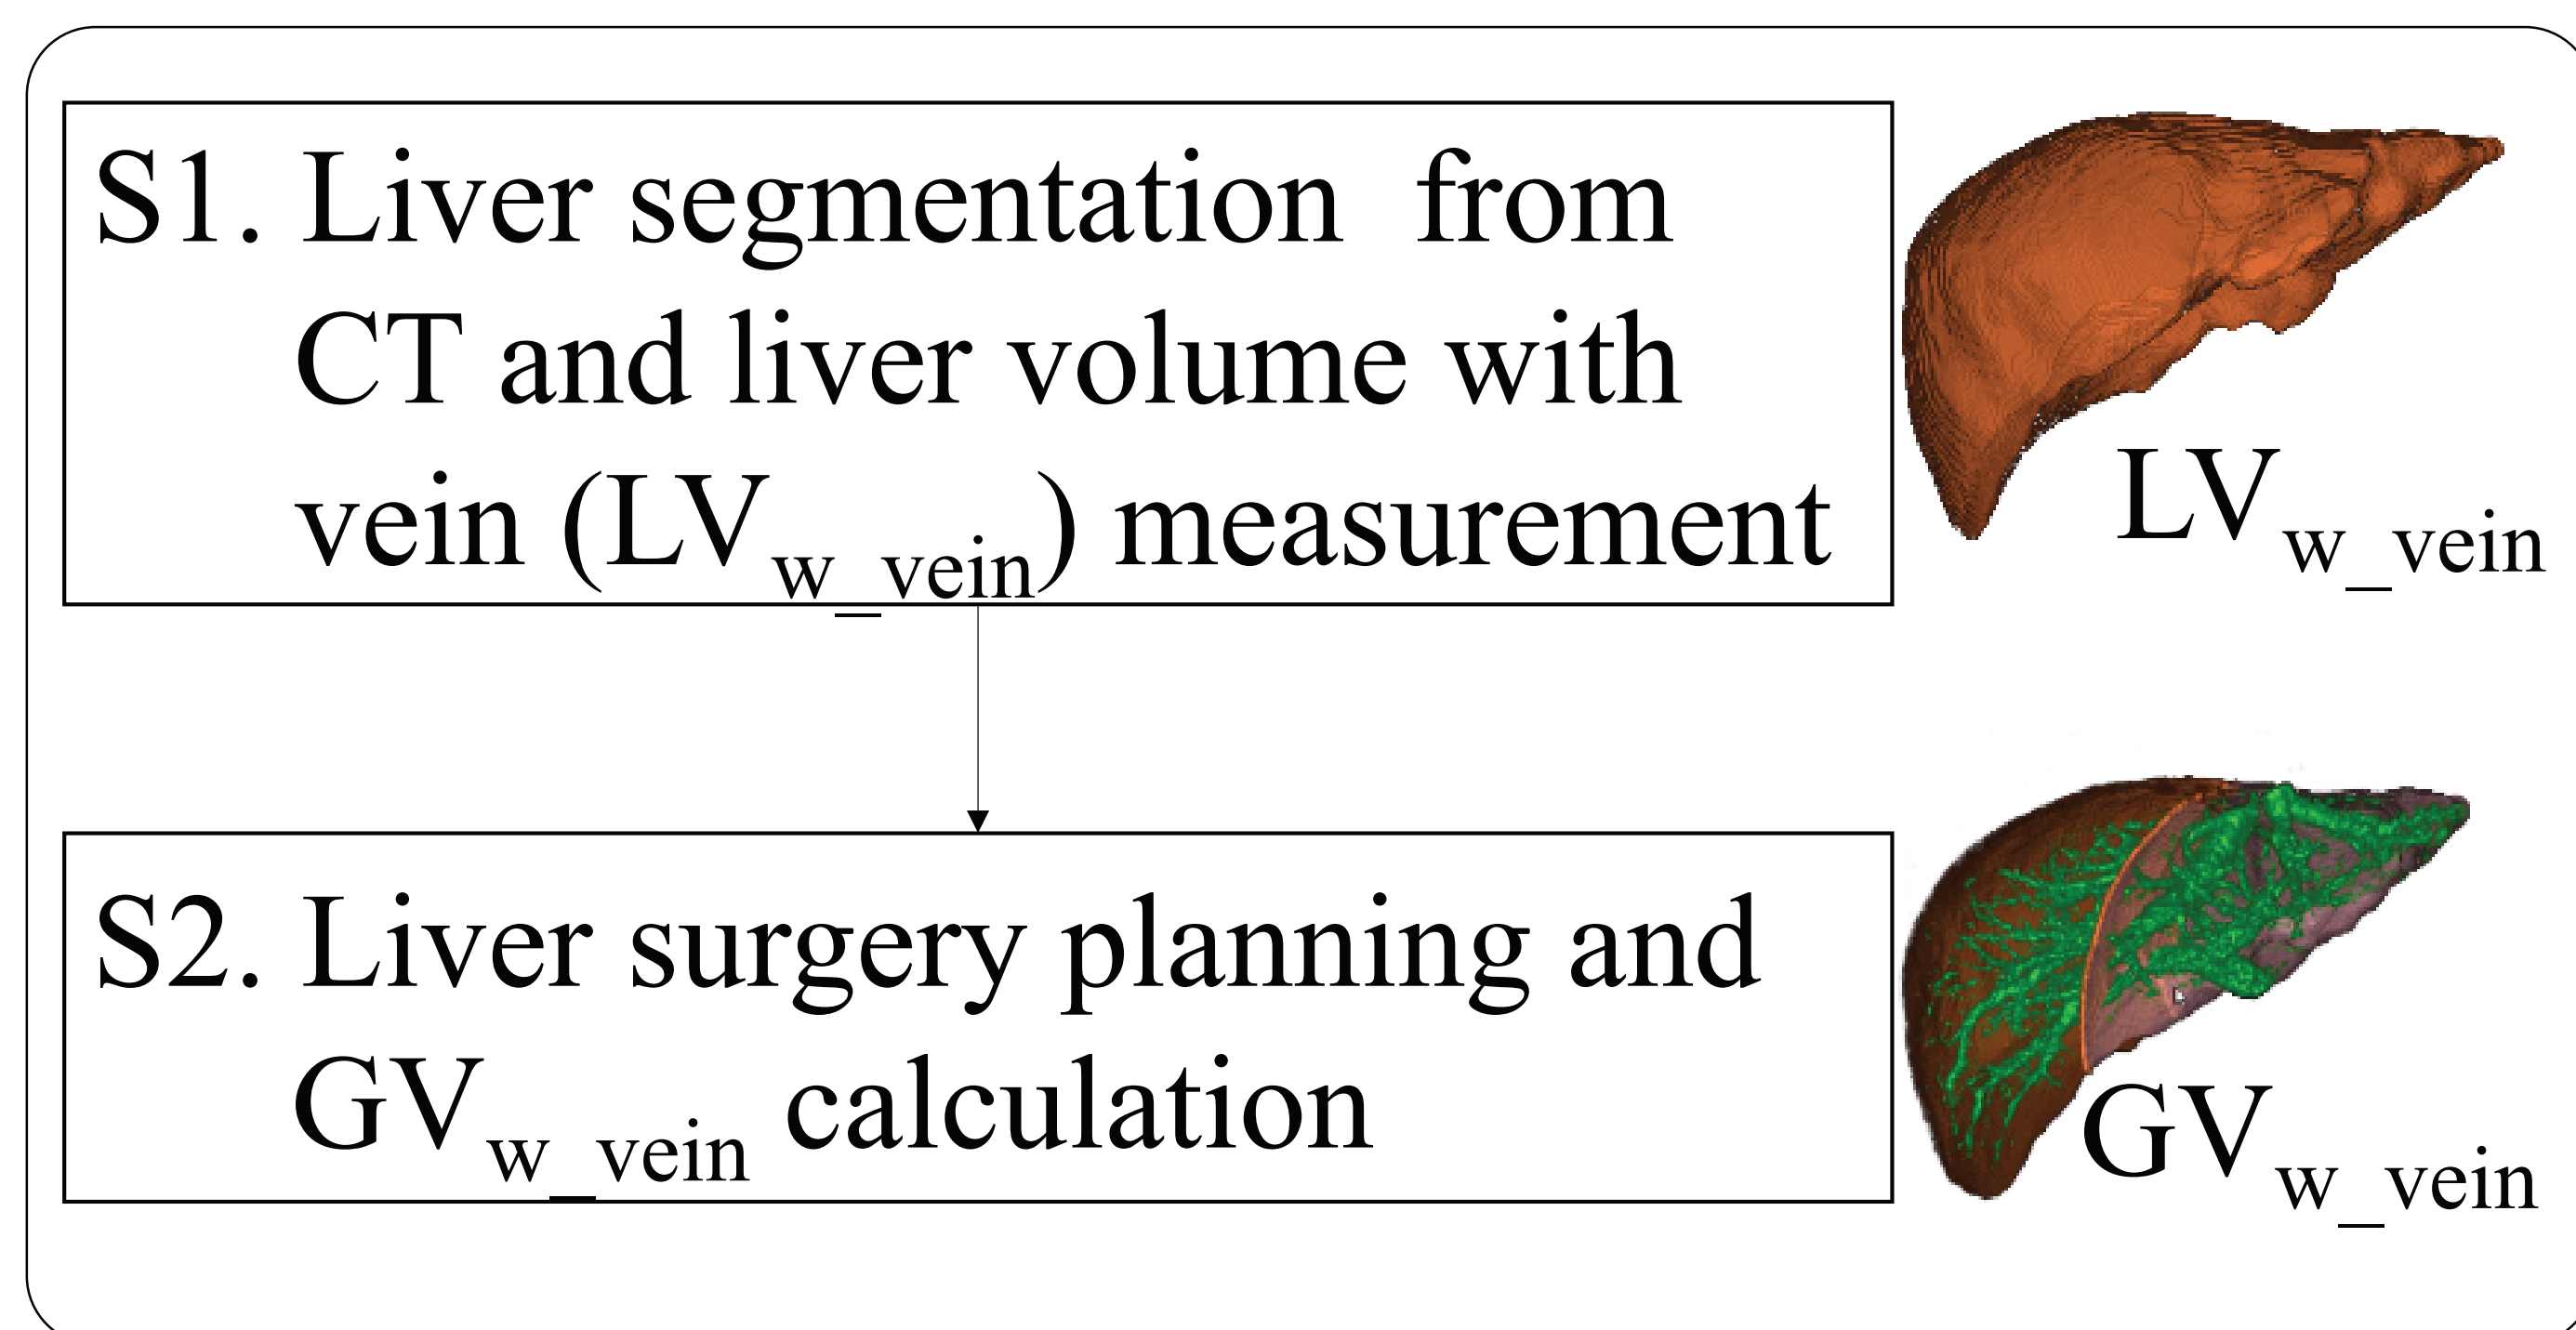 S1. Liver segmentation from
CT and liver volume with
vein (LVw_vein) measurement
LVw_vein
S2. Liver surgery planning and
GVw_vein calculation
GVw_vein